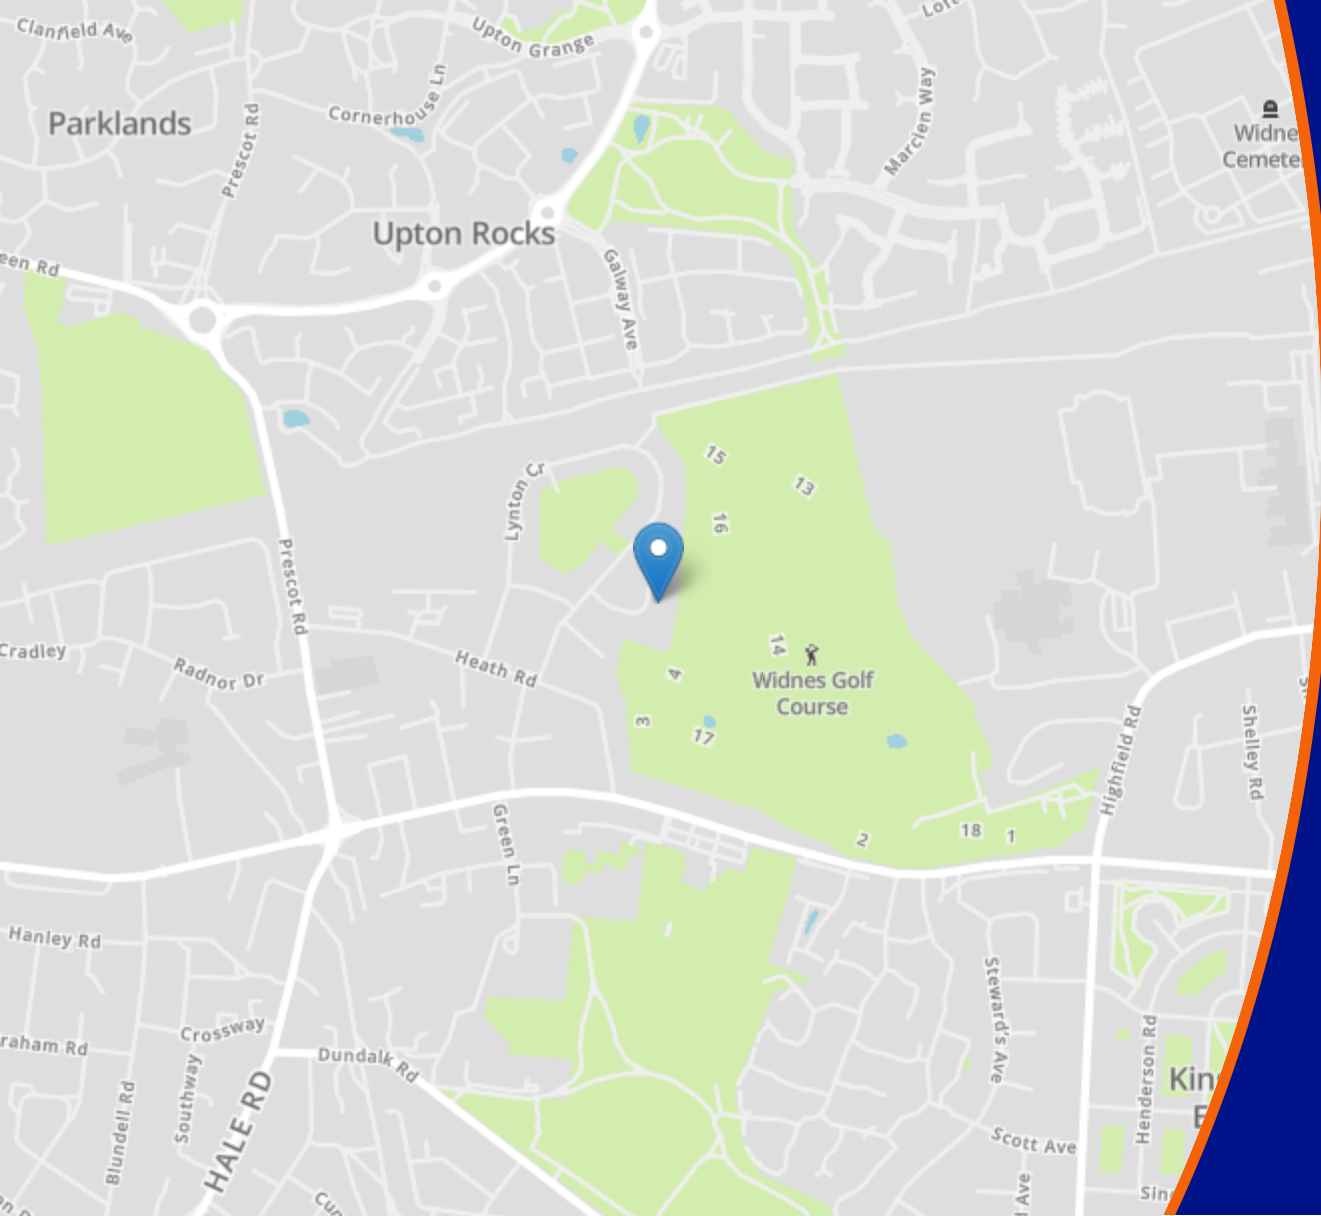 Clanfield Ave
Upton Grange
Parklands
Cornerhouse Ln
Prescot Rd
Marcien Way
Widne
Cemete
Upton Rocks
een Rd
Galway Ave
15
13
Lynton Cr
16
Prescot Rd
14
Cradley
Radnor Dr
Heath Rd
4
Widnes Golf
Course
3
17
Highfield Rd
Shelley Rd
2
18
1
Green Ln
Hanley Rd
Steward's Ave
raham Rd
Crossway
Southway
Dundalk Rd
Henderson Rd
Kin
E
Blundell Rd
HALE RD
Scott Ave
Ave
Sin